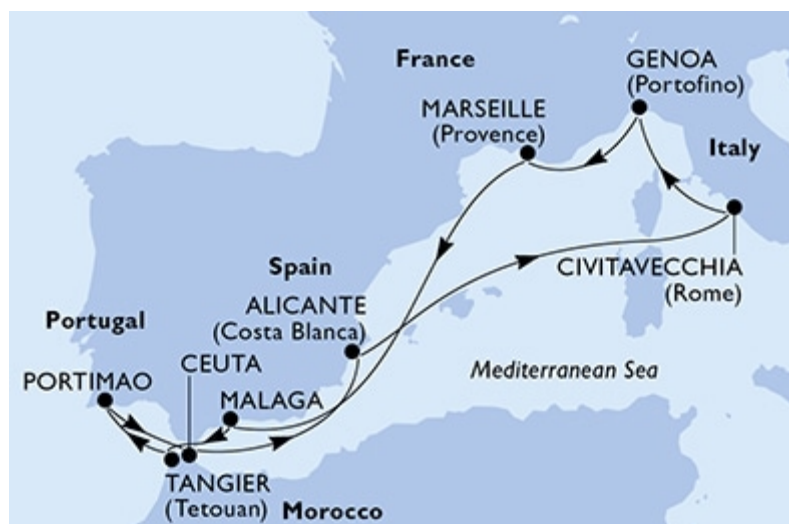 France
GENOA
(Portofino)
MARSEILLE
(Provence)
Italy
CIVITAVECCHIA
(Rome)
Spain
ALICANTE
(Costa Blanca)
Portugal
CEUTA
PORTIMAO
MALAGA
Mediterranean Sea
TANGIER
(Tetouan)
Morocco